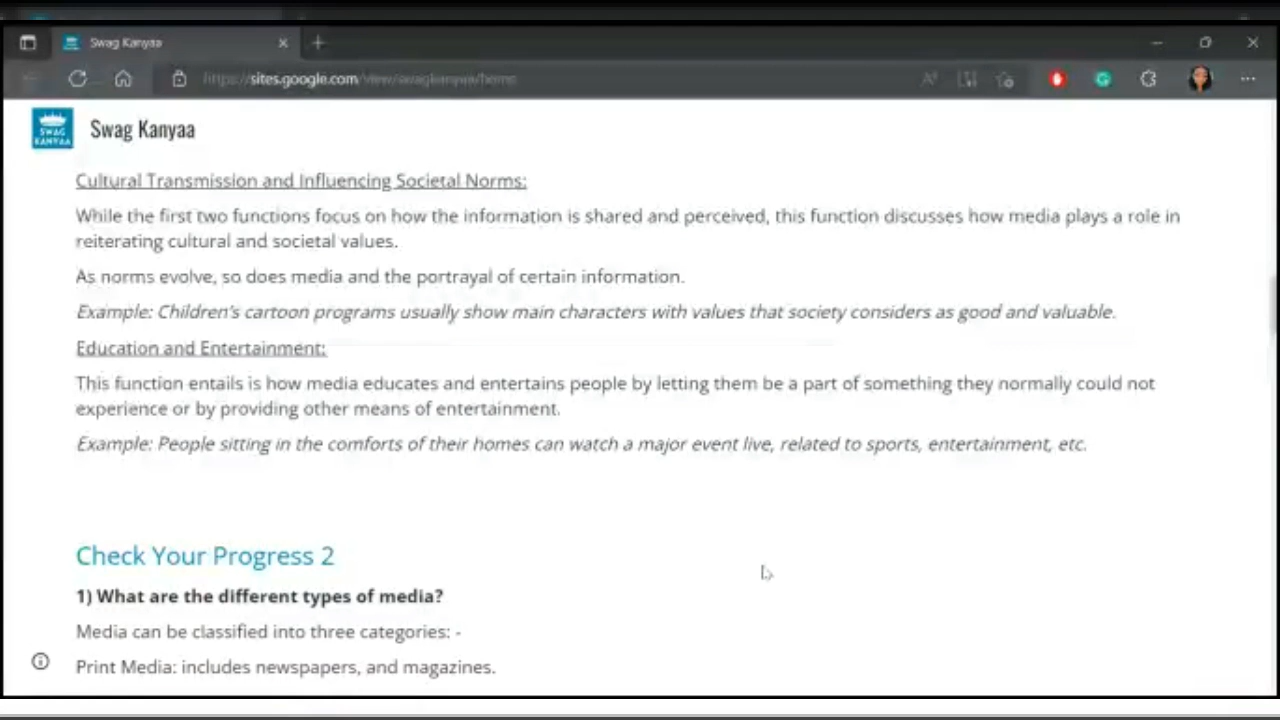 Swag Kanyaa
https://sites.google.com/view/swagkanyaa/home
SWAG
KANYAA
Swag Kanyaa
Cultural Transmission and Influencing Societal Norms:
While the first two functions focus on how the information is shared and perceived, this function discusses how media plays a role in
reiterating cultural and societal values.
As norms evolve, so does media and the portrayal of certain information.
Example: Children's cartoon programs usually show main characters with values that society considers as good and valuable.
Education and Entertainment:
This function entails is how media educates and entertains people by letting them be a part of something they normally could not
experience or by providing other means of entertainment.
Example: People sitting in the comforts of their homes can watch a major event live, related to sports, entertainment, etc.
Check Your Progress 2
1) What are the different types of media?
Media can be classified into three categories: -
Print Media: includes newspapers, and magazines.